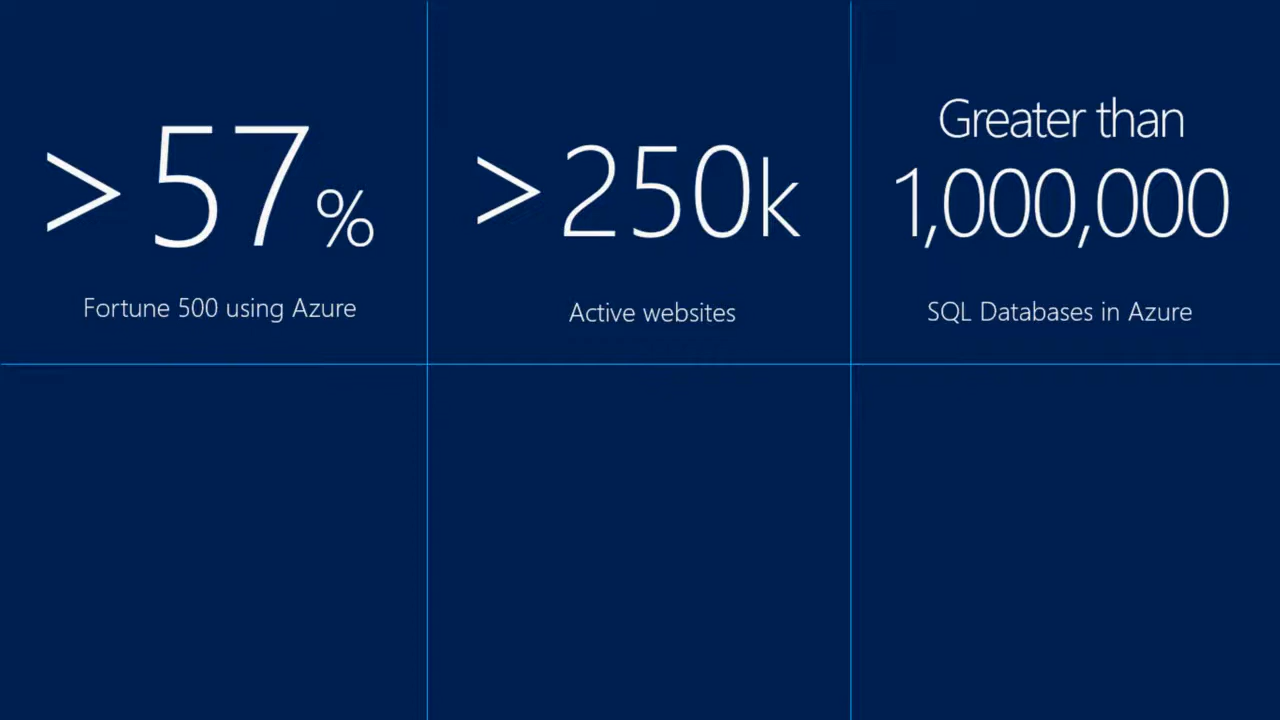 > 57 %
Fortune 500 using Azure
> 250k
Active websites
Greater than
1,000,000
SQL Databases in Azure